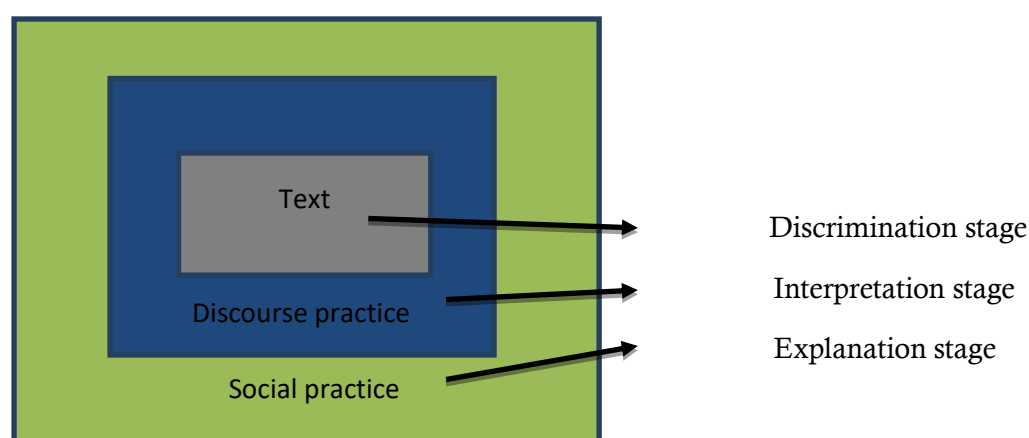 Text
Discrimination stage
Interpretation stage
Discourse practice
Explanation stage
Social practice